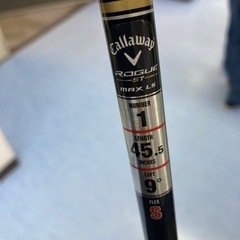 Callaway
ROGUE
ST
MAX LS
NUMBER
1
LENGTH
45.5
INCHES
LOFT
9°
FLEX
S